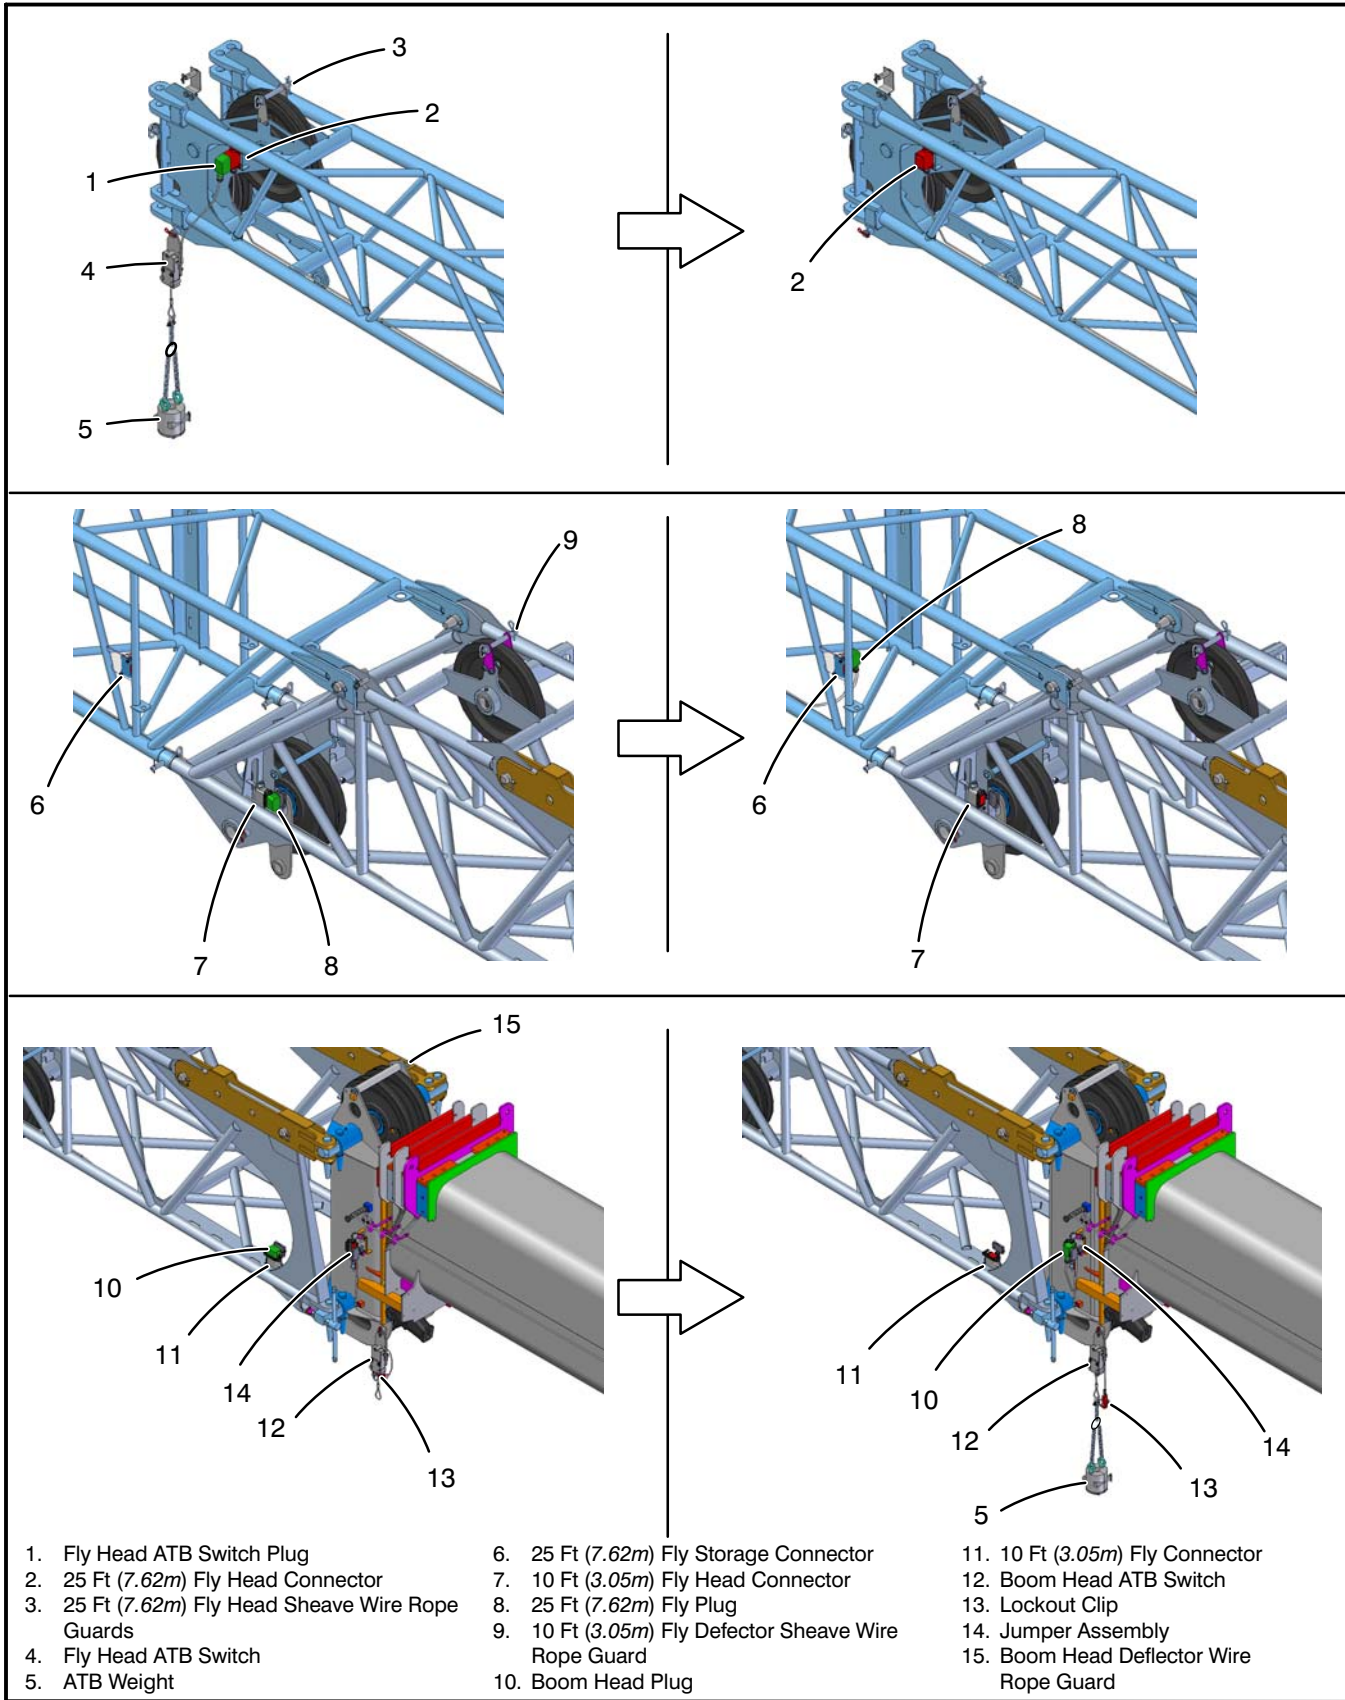 3
2
1
4
5
2
9
6
7
8
8
6
7
15
10
11
14
12
13
11
10
12
14
13
5
1. Fly Head ATB Switch Plug
2. 25 Ft (7.62m) Fly Head Connector
3. 25 Ft (7.62m) Fly Head Sheave Wire Rope
Guards
4. Fly Head ATB Switch
5. ATB Weight
6. 25 Ft (7.62m) Fly Storage Connector
7. 10 Ft (3.05m) Fly Head Connector
8. 25 Ft (7.62m) Fly Plug
9. 10 Ft (3.05m) Fly Defector Sheave Wire
Rope Guard
10. Boom Head Plug
11. 10 Ft (3.05m) Fly Connector
12. Boom Head ATB Switch
13. Lockout Clip
14. Jumper Assembly
15. Boom Head Deflector Wire
Rope Guard